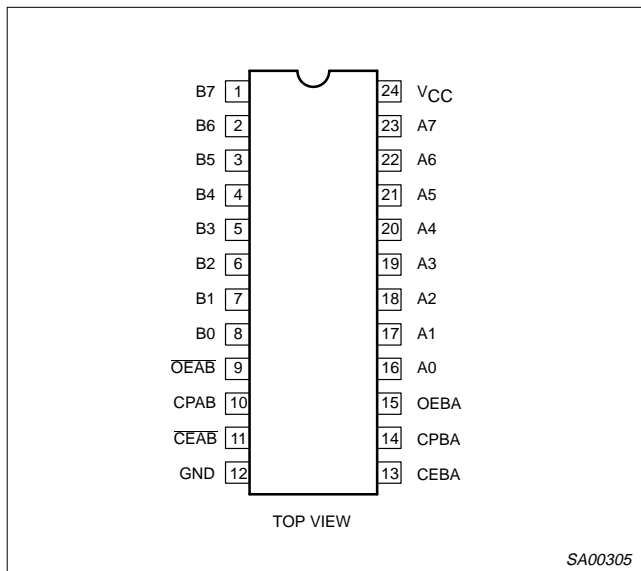 B7 1 24 VCC
B6 2 23 A7
B5 3 22 A6
B4 4 21 A5
B3 5 20 A4
B2 6 19 A3
B1 7 18 A2
B0 8 17 A1
O̅E̅A̅B̅ 9 16 A0
CPAB 10 15 OEBA
C̅E̅A̅B̅ 11 14 CPBA
GND 12 13 CEBA
TOP VIEW
SA00305